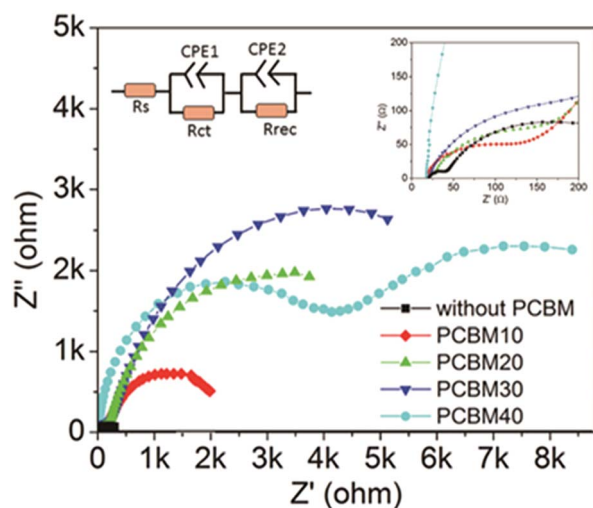 5k
4k
3k
2k
1k
0
Z" (ohm)
CPE1
CPE2
Rs
Rct
Rrec
200
150
100
50
0
Z" (Ω)
0
50
100
150
200
Z' (Ω)
without PCBM
PCBM10
PCBM20
PCBM30
PCBM40
0
1k
2k
3k
4k
5k
6k
7k
8k
Z' (ohm)